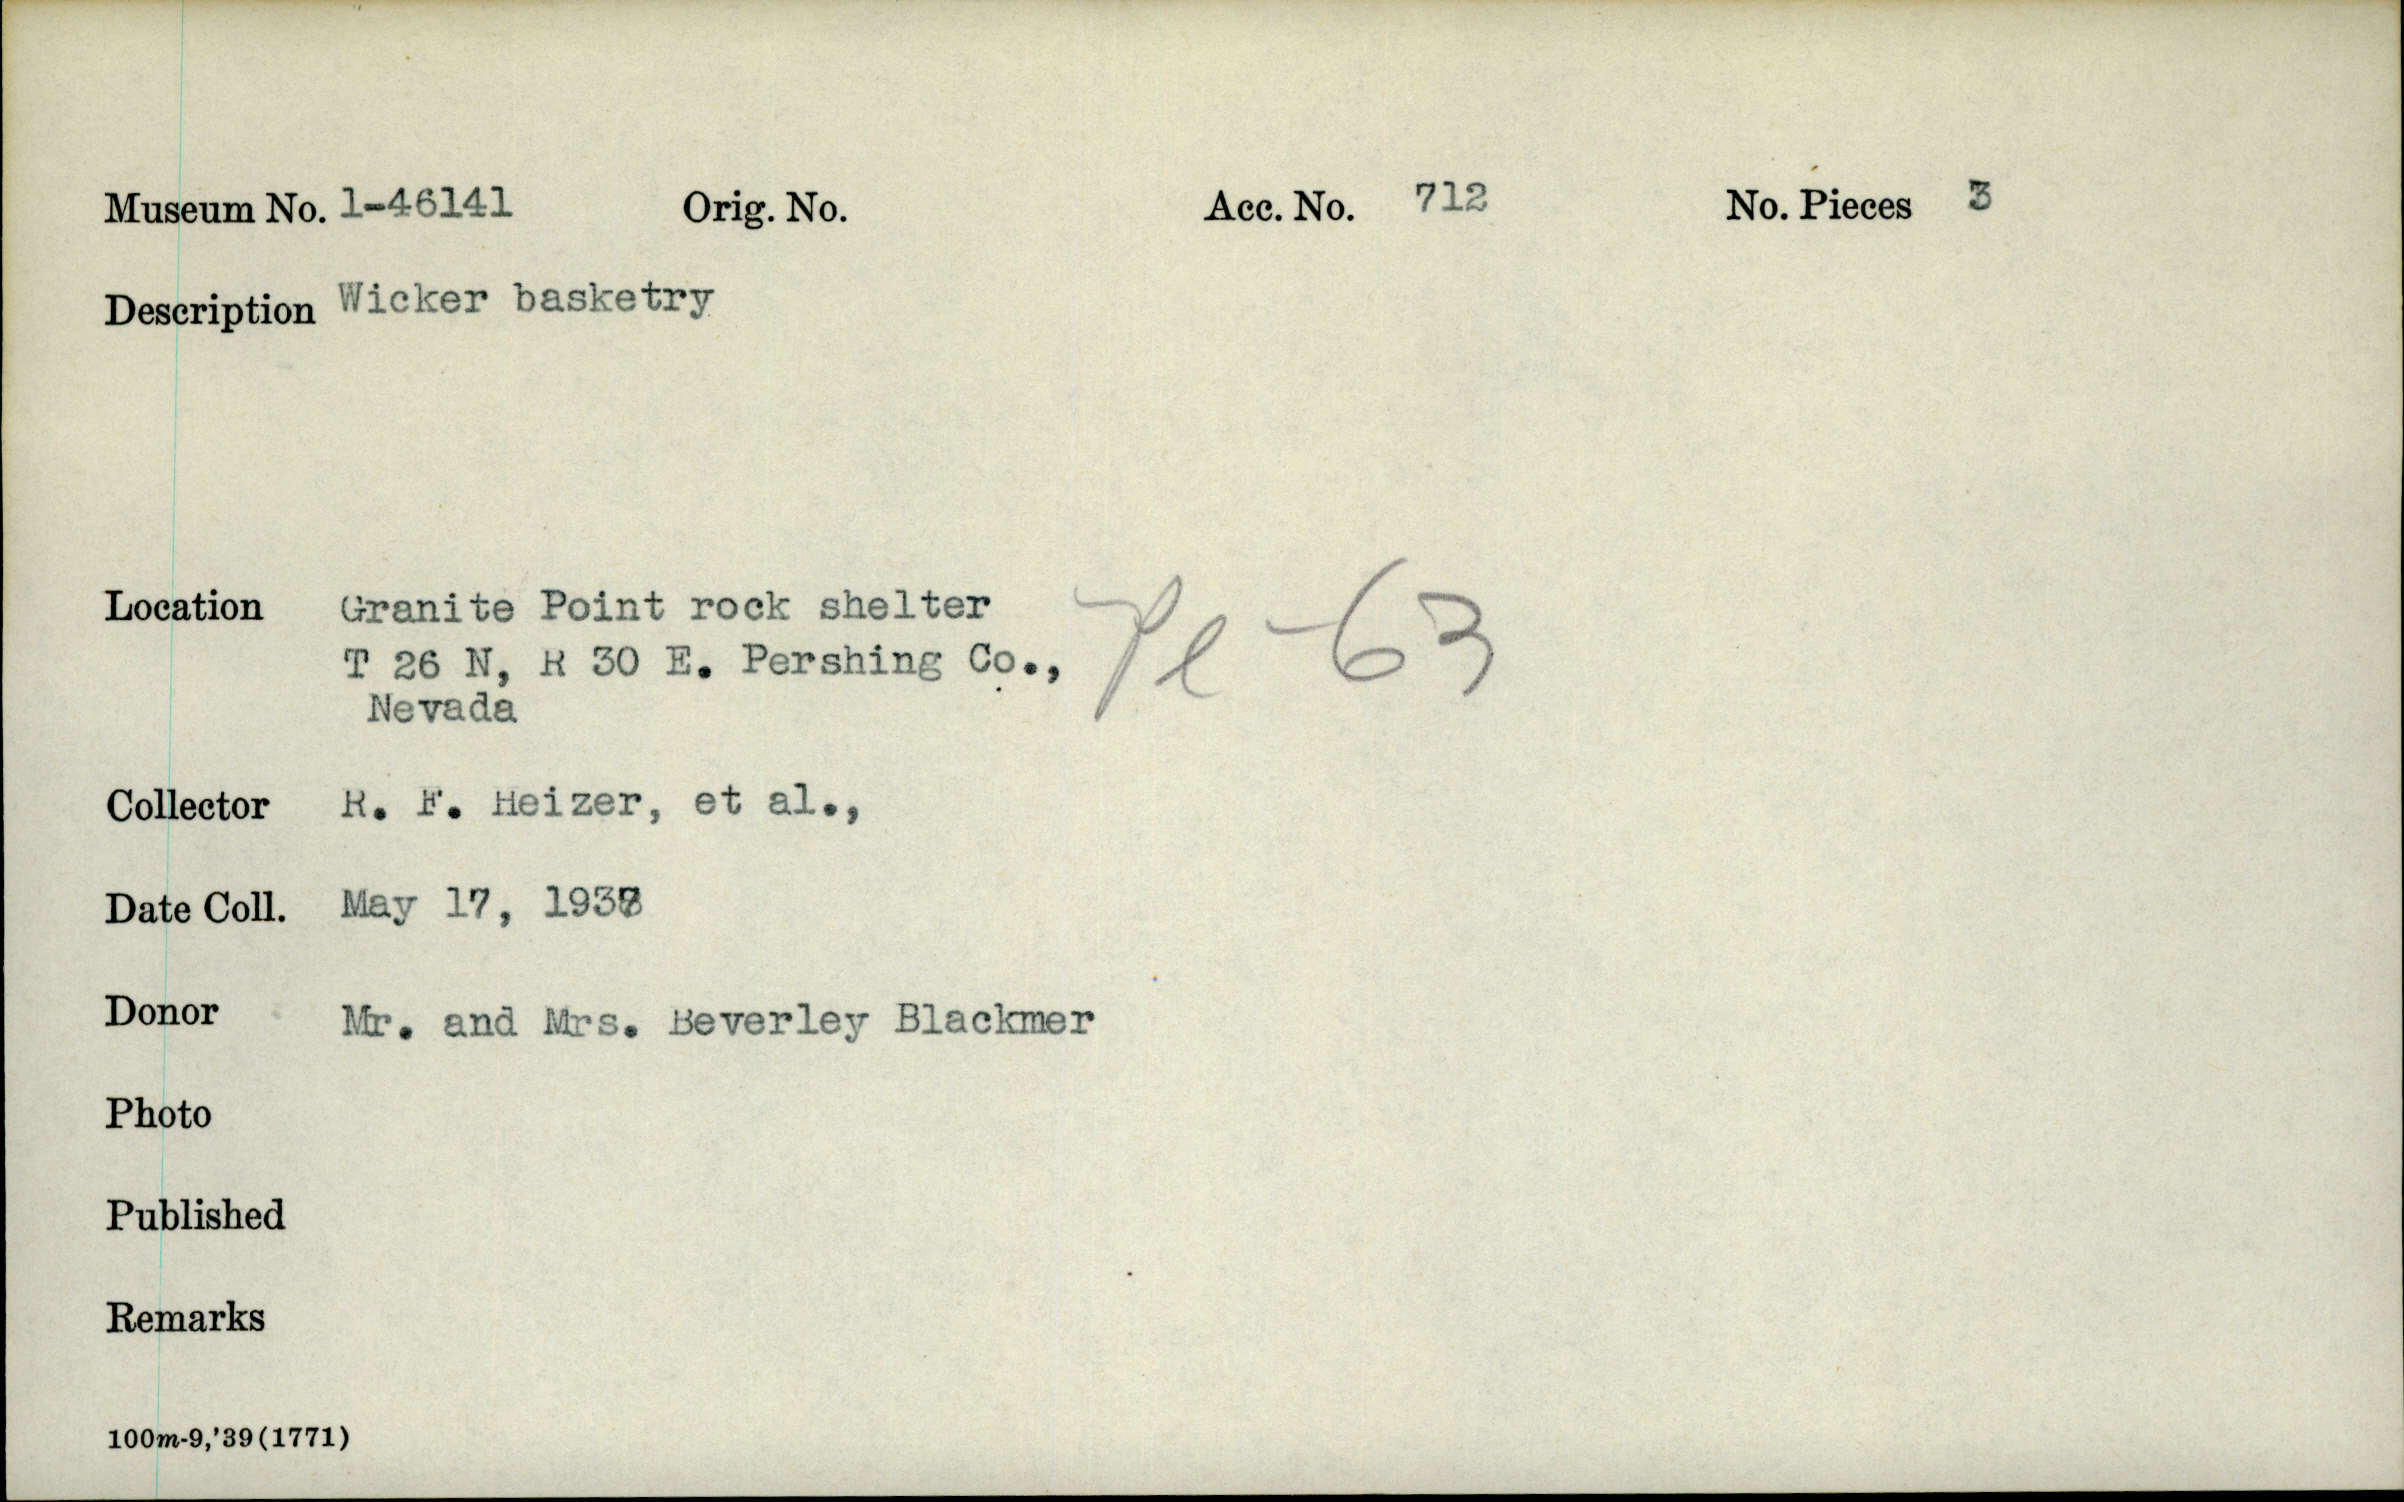 Museum No. 1-46141 Orig. No. Acc. No. 712 No. Pieces 3
Description Wicker basketry
Location Granite Point rock shelter
T 26 N, R 30 E. Pershing Co., Pe-63
Nevada
Collector R. F. Heizer, et al.,
Date Coll. May 17,
Donor Mr. and Mrs. Beverley Blackmer
Photo
Published
Remarks
100m-9,'39(1771)